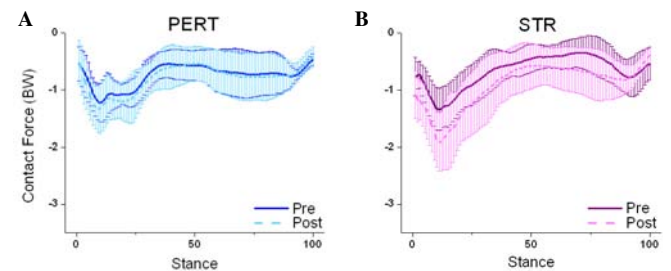 A PERT
Contact Force (BW)
0
-1
-2
-3
0 50 100
Stance
Pre
Post
B STR
0
-1
-2
-3
0 50 100
Stance
Pre
Post